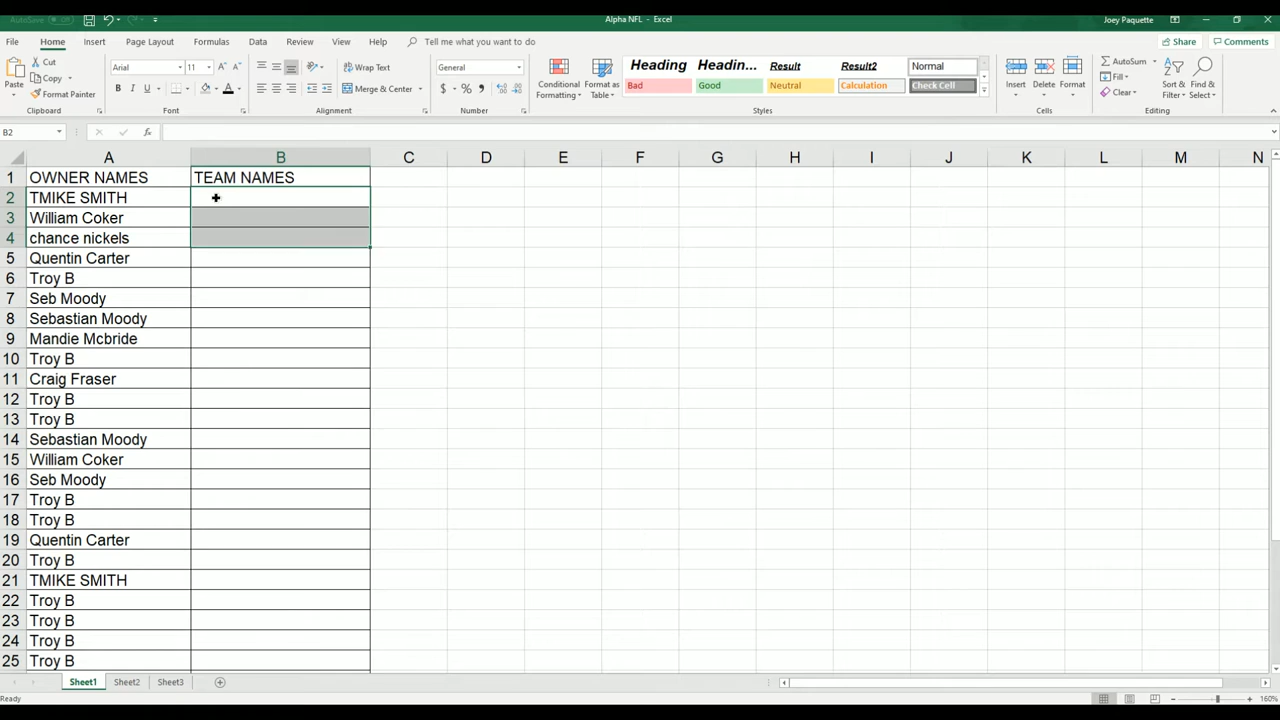 AutoSave Off Alpha NFL - Excel Joey Paquette
File Home Insert Page Layout Formulas Data Review View Help Tell me what you want to do Share Comments
Paste Cut Copy Format Painter Clipboard
Arial 11 A A B I U A Font
Wrap Text Merge & Center Alignment
General $ % , Number
Conditional Formatting Format as Table
Heading Headin... Result Result2 Normal
Bad Good Neutral Calculation Check Cell
Styles
Insert Delete Format Cells
AutoSum Fill Clear Sort & Filter Find & Select Editing
B2 fx
A B C D E F G H I J K L M N
1 OWNER NAMES TEAM NAMES
2 TMIKE SMITH
3 William Coker
4 chance nickels
5 Quentin Carter
6 Troy B
7 Seb Moody
8 Sebastian Moody
9 Mandie Mcbride
10 Troy B
11 Craig Fraser
12 Troy B
13 Troy B
14 Sebastian Moody
15 William Coker
16 Seb Moody
17 Troy B
18 Troy B
19 Quentin Carter
20 Troy B
21 TMIKE SMITH
22 Troy B
23 Troy B
24 Troy B
25 Troy B
Sheet1 Sheet2 Sheet3
Ready 160%